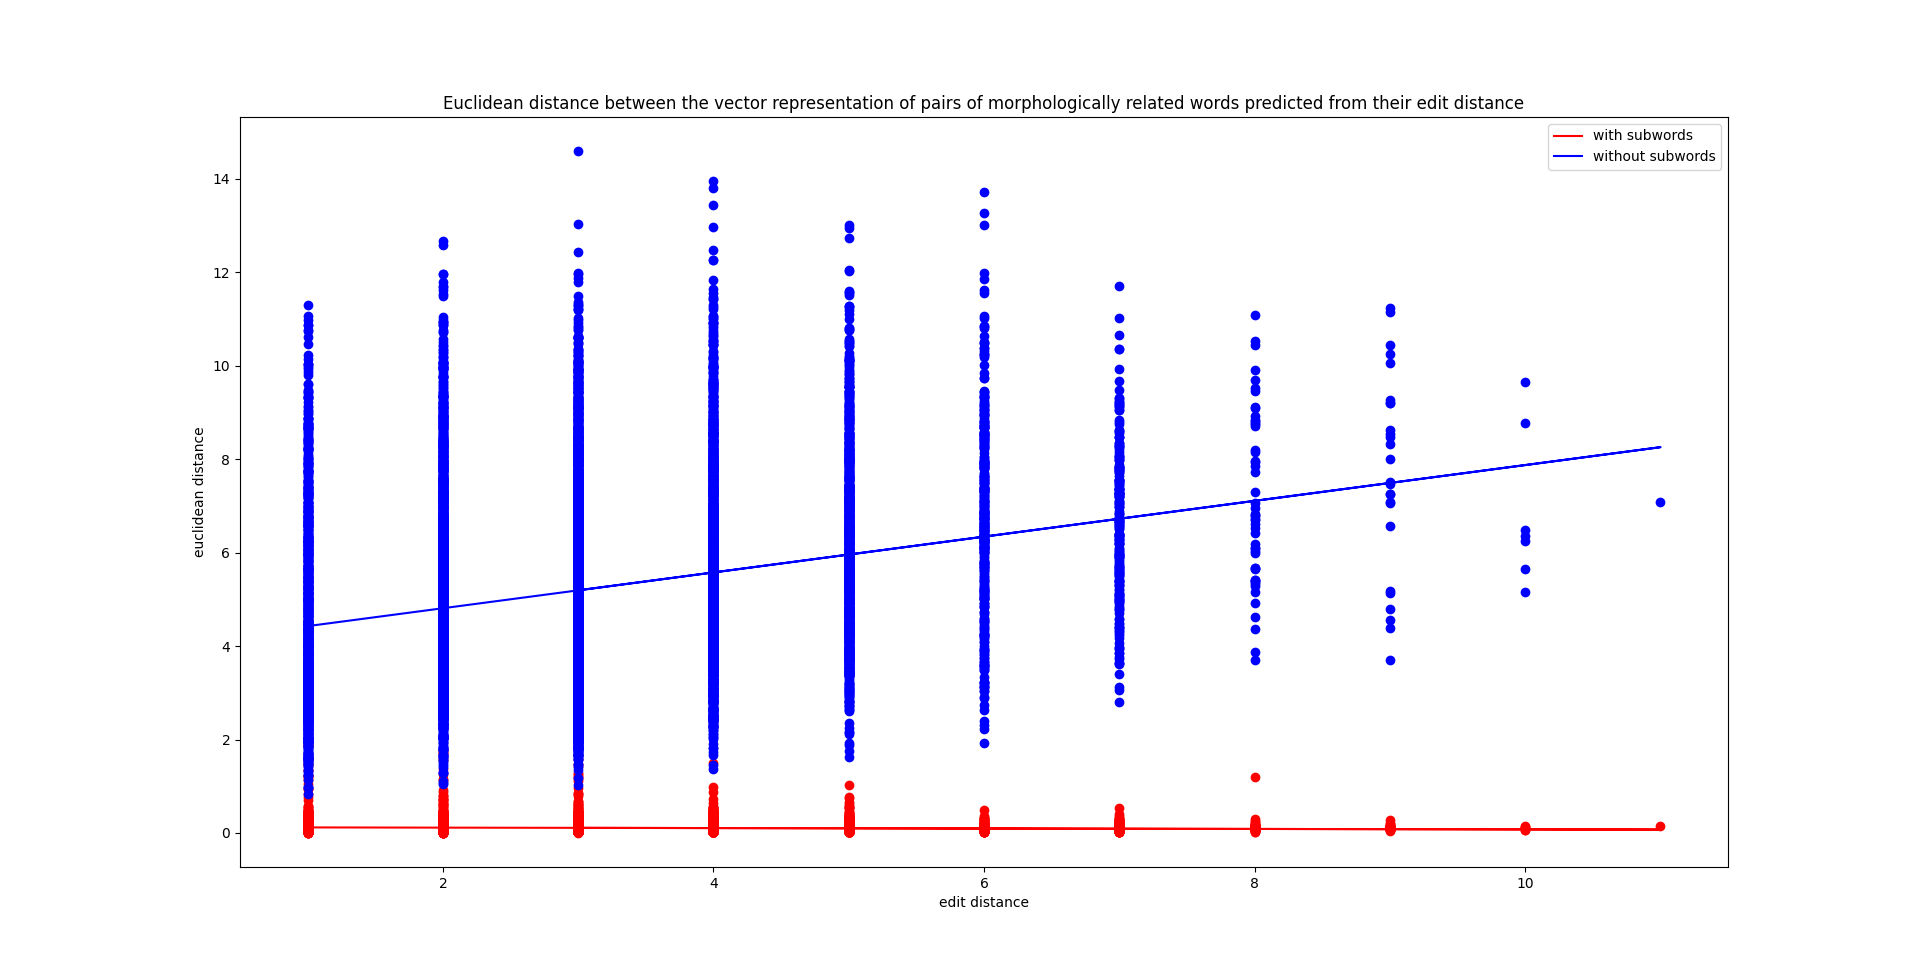 Euclidean distance between the vector representation of pairs of morphologically related words predicted from their edit distance
with subwords
without subwords
14
12
10
8
6
4
2
0
euclidean distance
2
4
6
8
10
edit distance